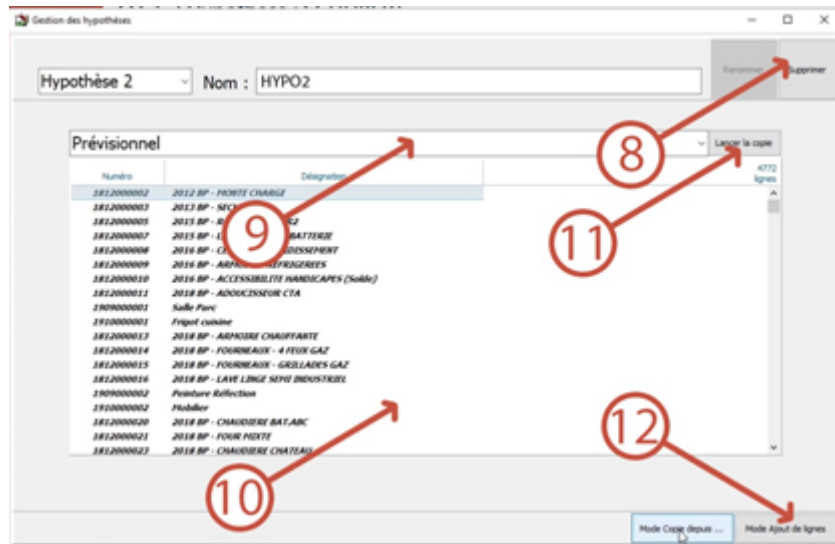 Gestion des hypothèses
Hypothèse 2 Nom : HYPO2 Renommer Supprimer
8
Prévisionnel Lancer la copie
Numéro Désignation 4772 lignes
1812000002 2012 BP - MONTE CHARGE
1812000003 2013 BP -
1812000005 2015 BP -
1812000007 2015 BP - BATTERIE
1812000008 2016 BP -
1812000009 2016 BP -
1812000010 2016 BP - ACCESSIBILITE HANDICAPES (Solde)
1812000011 2018 BP - ADOUCISSEUR CTA
1909000001 Salle Parc
1910000001 Frigot cuisine
1812000013 2018 BP - ARMOIRE CHAUFFANTE
1812000014 2018 BP - FOURNEAUX - 4 FEUX GAZ
1812000015 2018 BP - FOURNEAUX - GRILLADES GAZ
1812000016 2018 BP - LAVE LINGE SEMI INDUSTRIEL
1909000002 Peinture Réfection
1910000002 Mobilier
1812000020 2018 BP - CHAUDIERE BAT.ABC
1812000021 2018 BP - FOUR MIXTE
1812000023 2018 BP - CHAUDIERE CHATEAU
9
11
10
12
Mode Copie depuis ... Mode Ajout de lignes